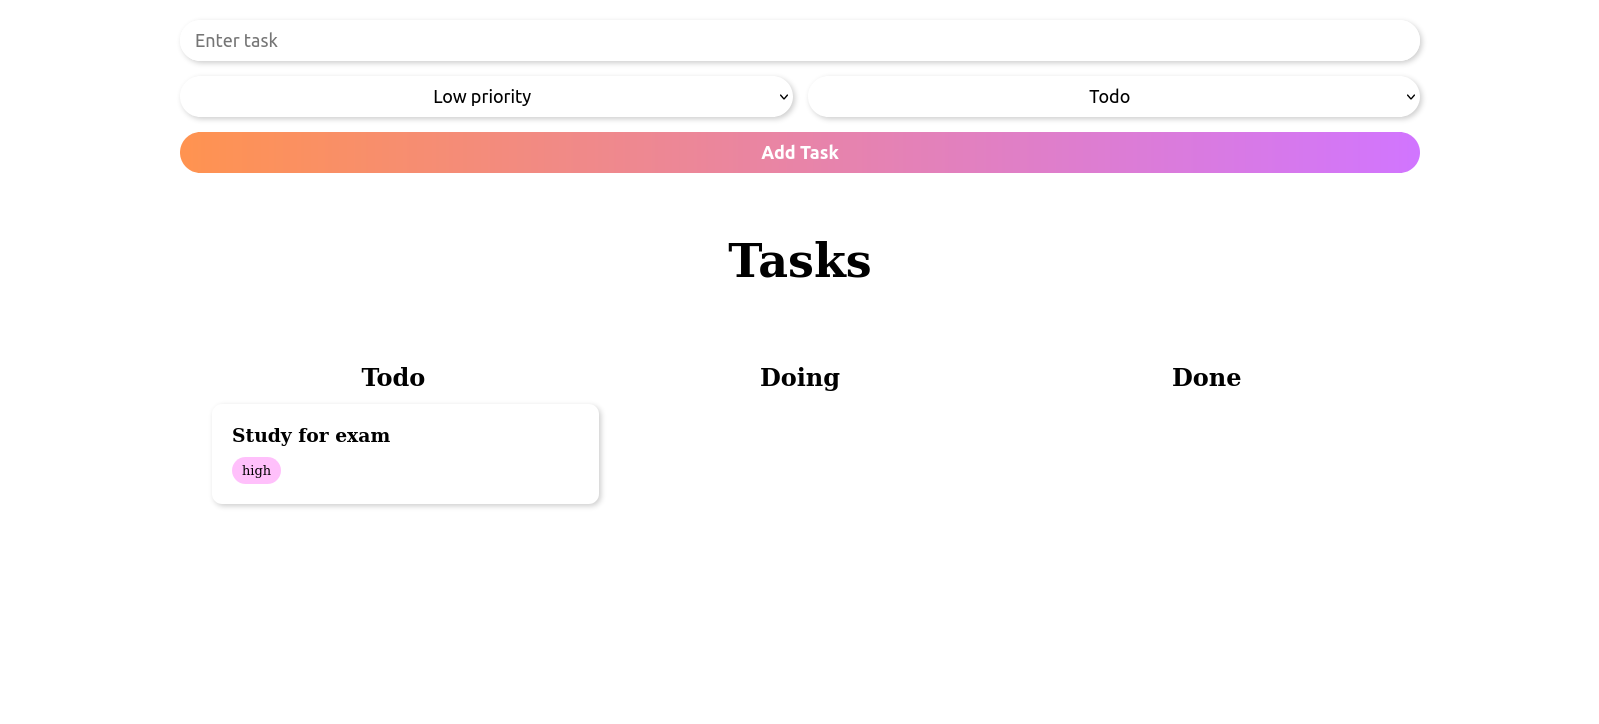 Enter task
Low priority
Todo
Add Task
Tasks
Todo
Doing
Done
Study for exam
high